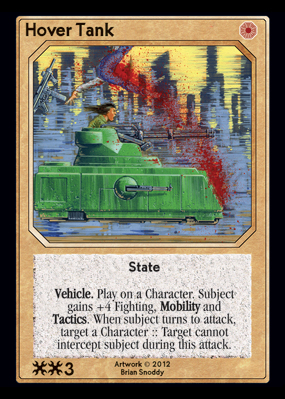 Hover Tank
State
Vehicle. Play on a Character. Subject
gains +4 Fighting, Mobility and
Tactics. When subject turns to attack,
target a Character :: Target cannot
intercept subject during this attack.
3
Artwork © 2012
Brian Snoddy